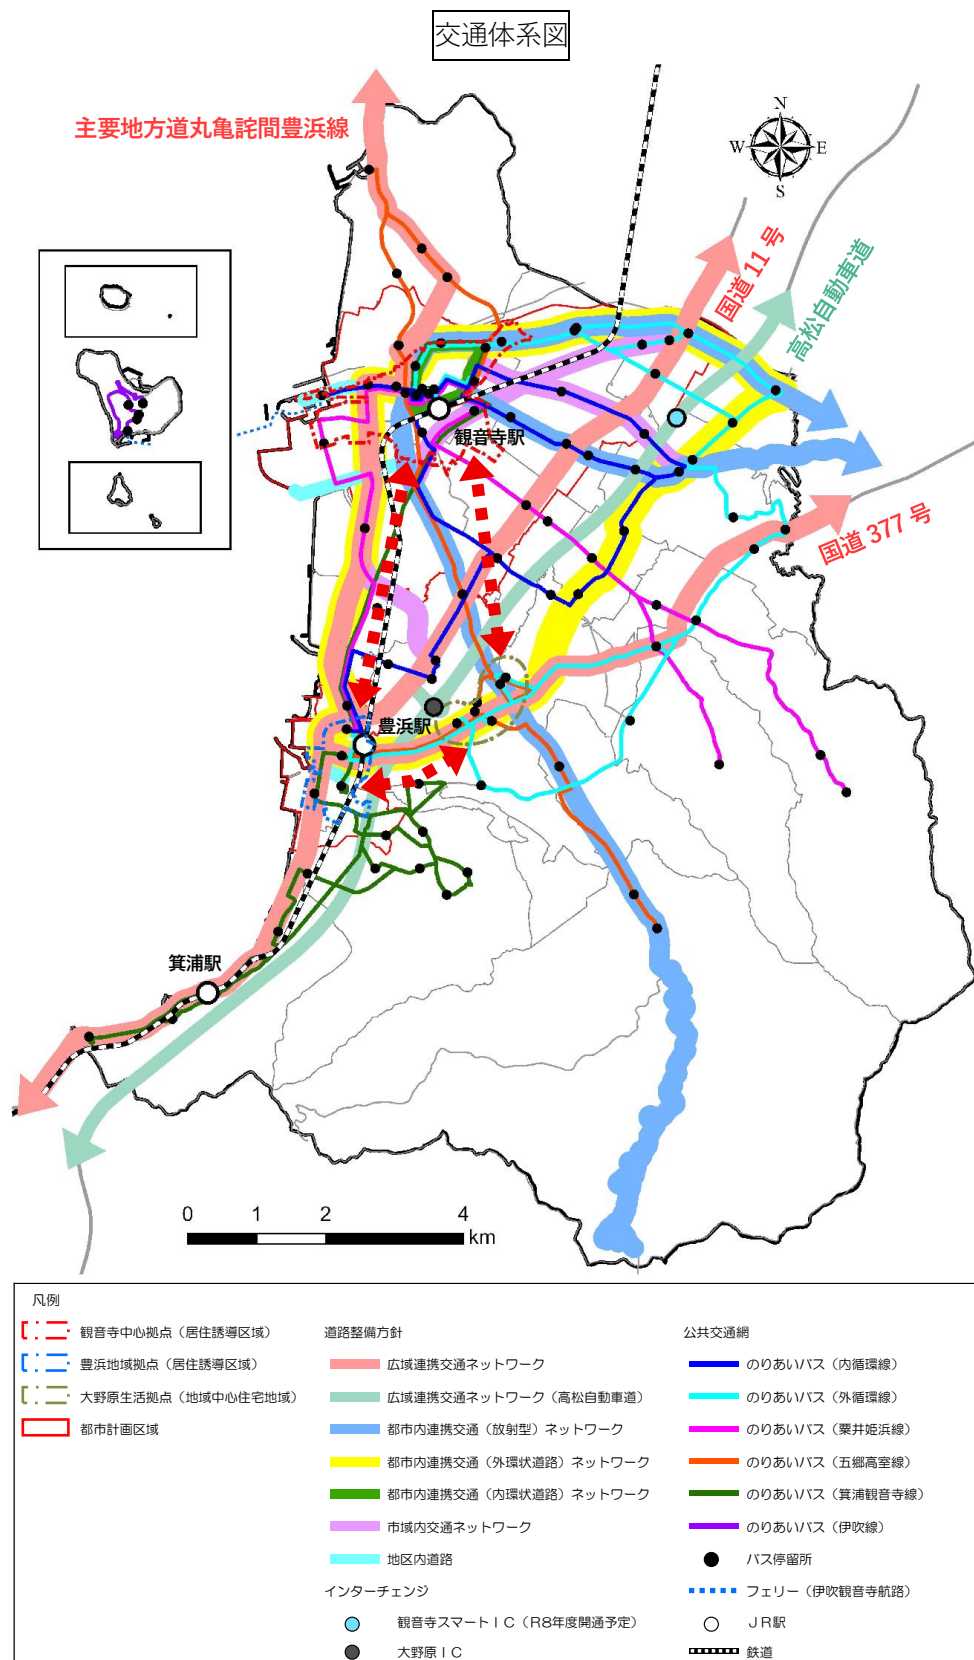 交通体系図
主要地方道丸亀詫間豊浜線
N
W
E
S
国道11号
高松自動車道
観音寺駅
国道377号
豊浜駅
箕浦駅
0 1 2 4
km
凡例
観音寺中心拠点（居住誘導区域）
豊浜地域拠点（居住誘導区域）
大野原生活拠点（地域中心住宅地域）
都市計画区域
道路整備方針
広域連携交通ネットワーク
広域連携交通ネットワーク（高松自動車道）
都市内連携交通（放射型）ネットワーク
都市内連携交通（外環状道路）ネットワーク
都市内連携交通（内環状道路）ネットワーク
市域内交通ネットワーク
地区内道路
インターチェンジ
観音寺スマートＩＣ（R8年度開通予定）
大野原ＩＣ
公共交通網
のりあいバス（内循環線）
のりあいバス（外循環線）
のりあいバス（粟井姫浜線）
のりあいバス（五郷高室線）
のりあいバス（箕浦観音寺線）
のりあいバス（伊吹線）
バス停留所
フェリー（伊吹観音寺航路）
ＪＲ駅
鉄道